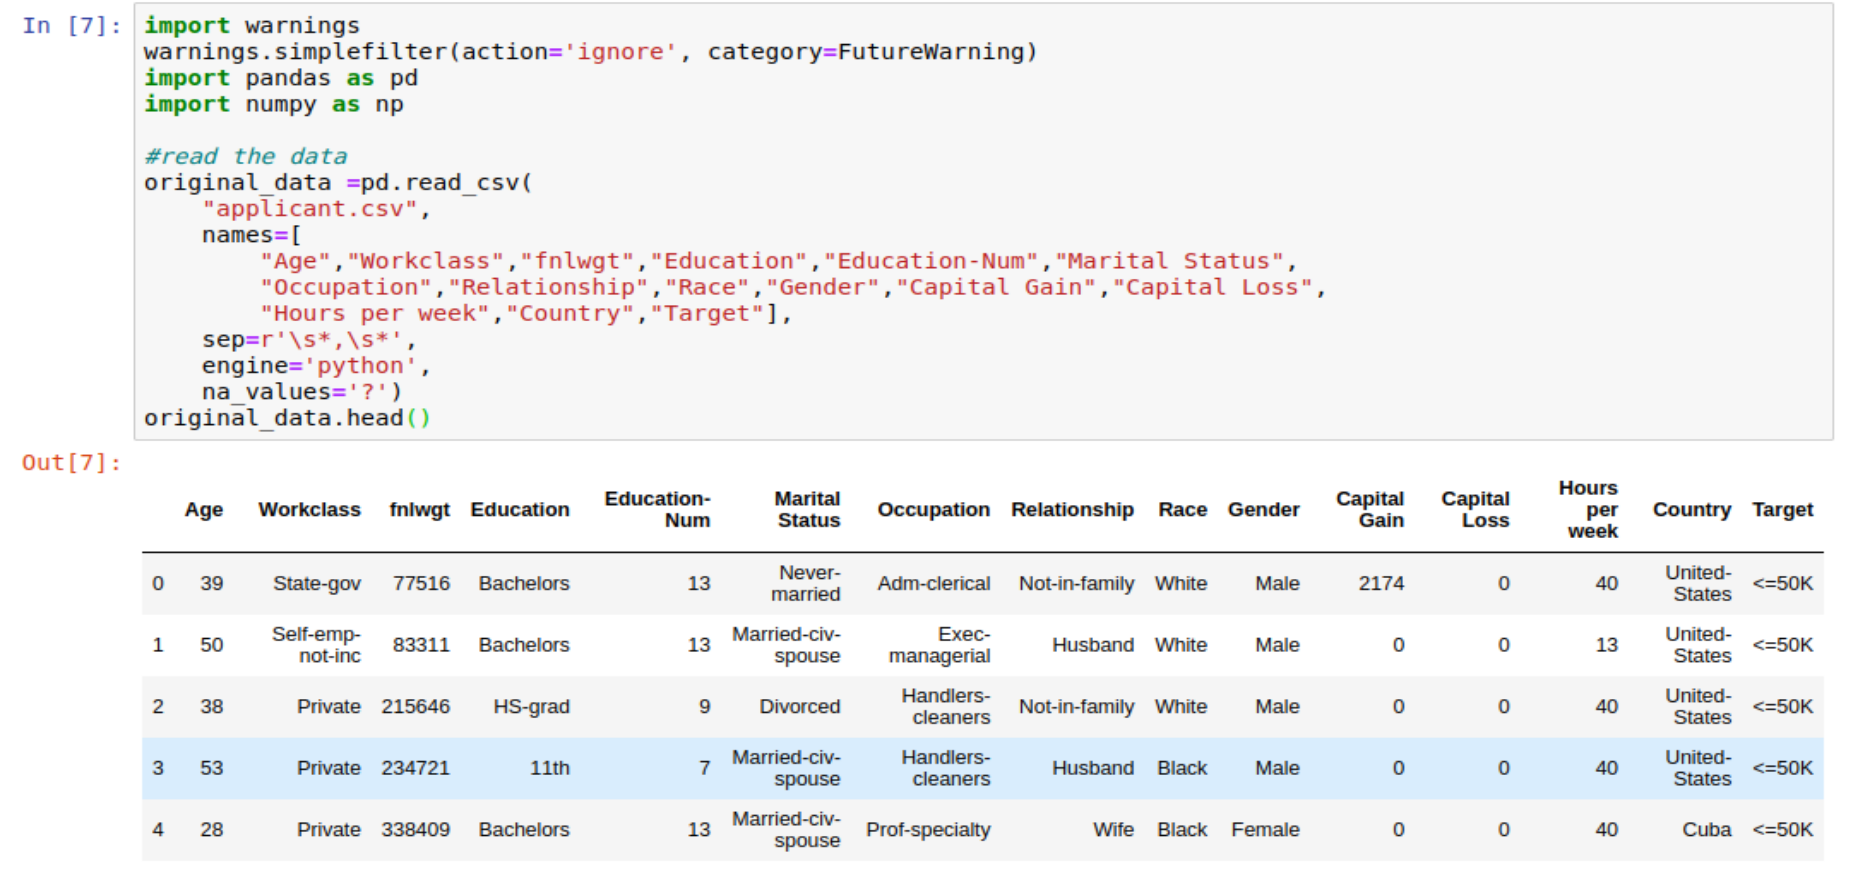 In [7]: import warnings
warnings.simplefilter(action='ignore', category=FutureWarning)
import pandas as pd
import numpy as np
#read the data
original_data =pd.read_csv(
"applicant.csv",
names=[
"Age","Workclass","fnlwgt","Education","Education-Num","Marital Status",
"Occupation","Relationship","Race","Gender","Capital Gain","Capital Loss",
"Hours per week","Country","Target"],
sep=r'\s*,\s*',
engine='python',
na_values='?')
original_data.head()
Out[7]:
Age Workclass fnlwgt Education Education-Num Marital Status Occupation Relationship Race Gender Capital Gain Capital Loss Hours per week Country Target
0 39 State-gov 77516 Bachelors 13 Never-married Adm-clerical Not-in-family White Male 2174 0 40 United-States <=50K
1 50 Self-emp-not-inc 83311 Bachelors 13 Married-civ-spouse Exec-managerial Husband White Male 0 0 13 United-States <=50K
2 38 Private 215646 HS-grad 9 Divorced Handlers-cleaners Not-in-family White Male 0 0 40 United-States <=50K
3 53 Private 234721 11th 7 Married-civ-spouse Handlers-cleaners Husband Black Male 0 0 40 United-States <=50K
4 28 Private 338409 Bachelors 13 Married-civ-spouse Prof-specialty Wife Black Female 0 0 40 Cuba <=50K